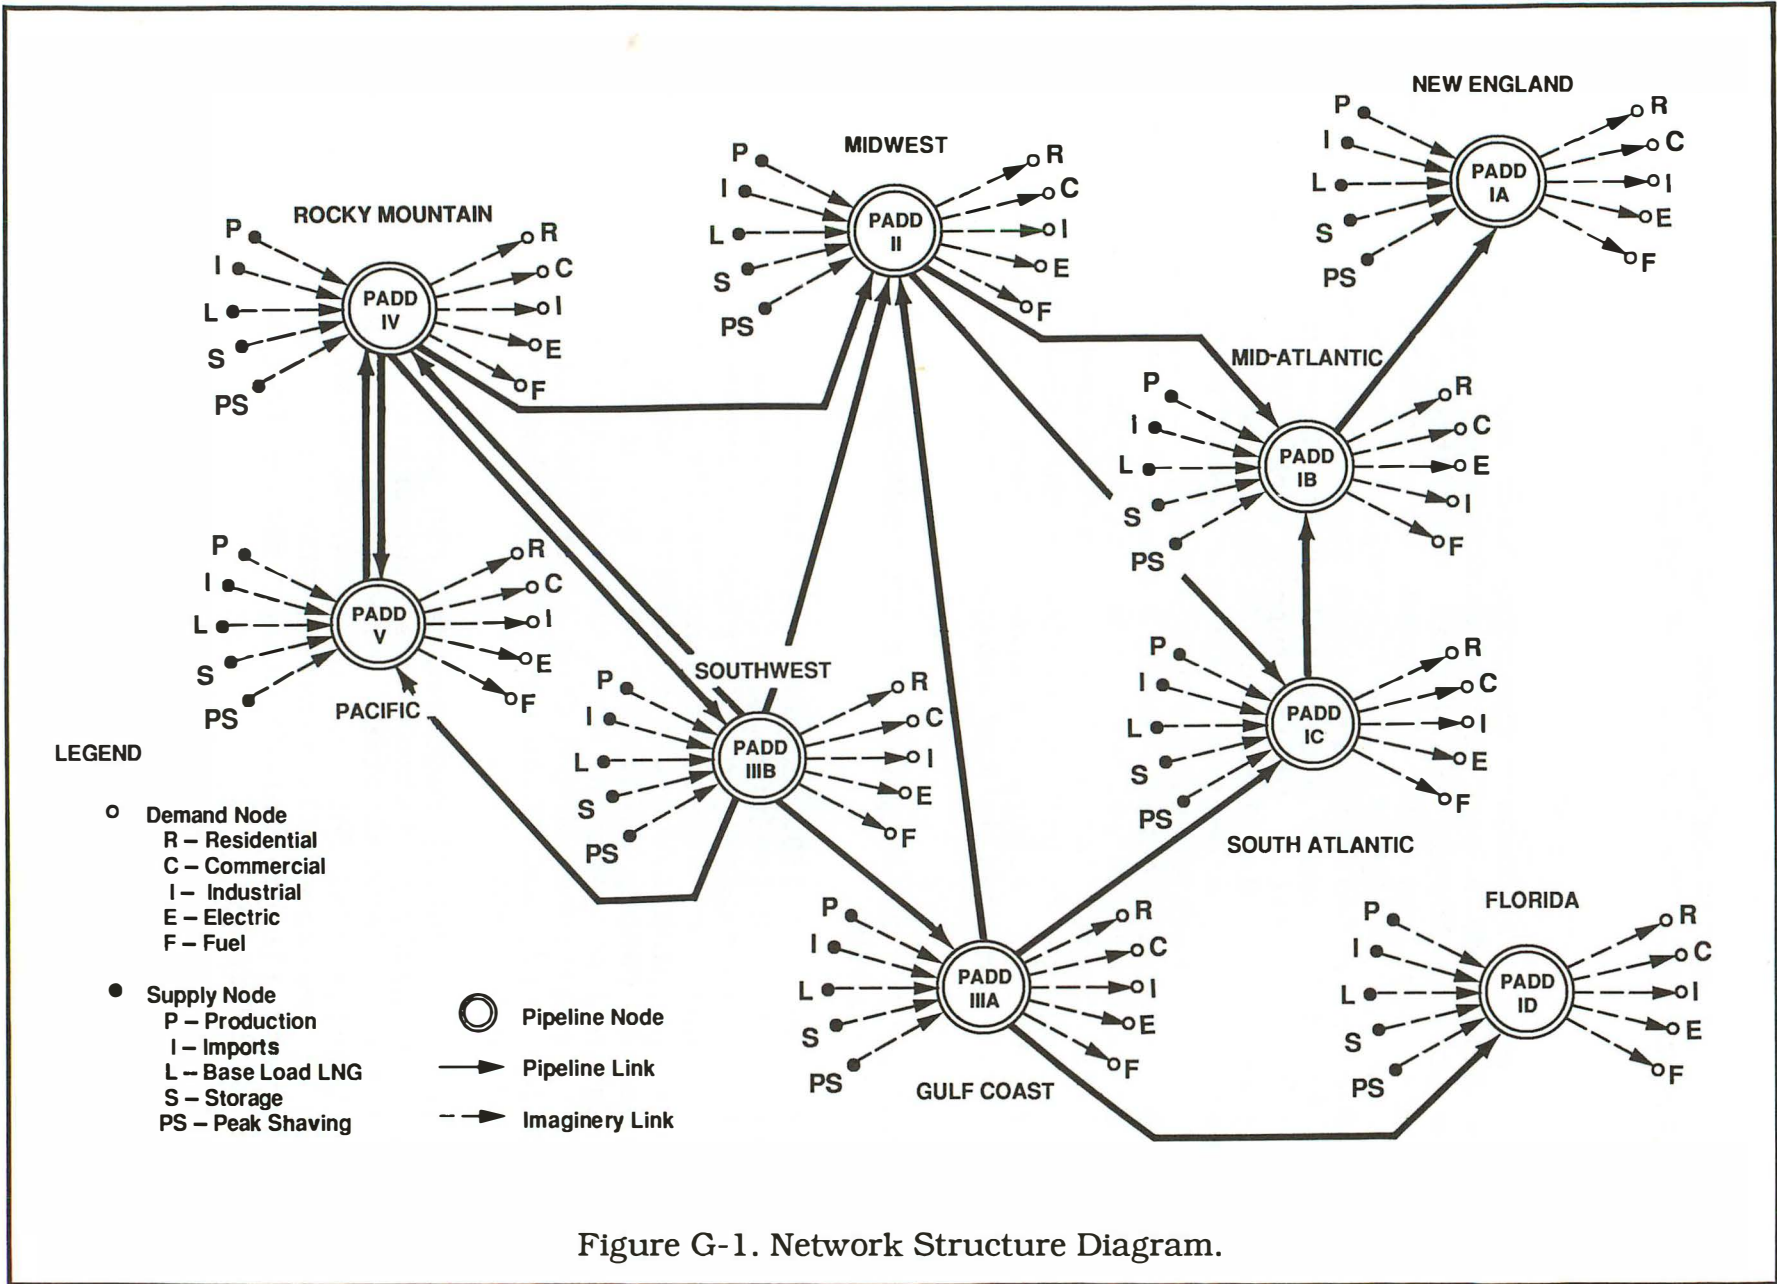 NEW ENGLAND
P
I
L
S
PS
PADD
IA
R
C
I
E
F
MIDWEST
P
I
L
S
PS
PADD
II
R
C
I
E
F
ROCKY MOUNTAIN
P
I
L
S
PS
PADD
IV
R
C
I
E
F
MID-ATLANTIC
P
I
L
S
PS
PADD
IB
R
C
E
I
F
P
I
L
S
PS
PADD
V
R
C
I
E
F
PACIFIC
SOUTHWEST
P
I
L
S
PS
PADD
IIIB
R
C
I
E
F
P
I
L
S
PS
PADD
IC
R
C
I
E
F
SOUTH ATLANTIC
P
I
L
S
PS
PADD
IIIA
R
C
I
E
F
GULF COAST
FLORIDA
P
I
L
S
PS
PADD
ID
R
C
I
E
F
LEGEND
Demand Node
R – Residential
C – Commercial
I – Industrial
E – Electric
F – Fuel
Supply Node
P – Production
I – Imports
L – Base Load LNG
S – Storage
PS – Peak Shaving
Pipeline Node
Pipeline Link
Imaginery Link
Figure G-1. Network Structure Diagram.